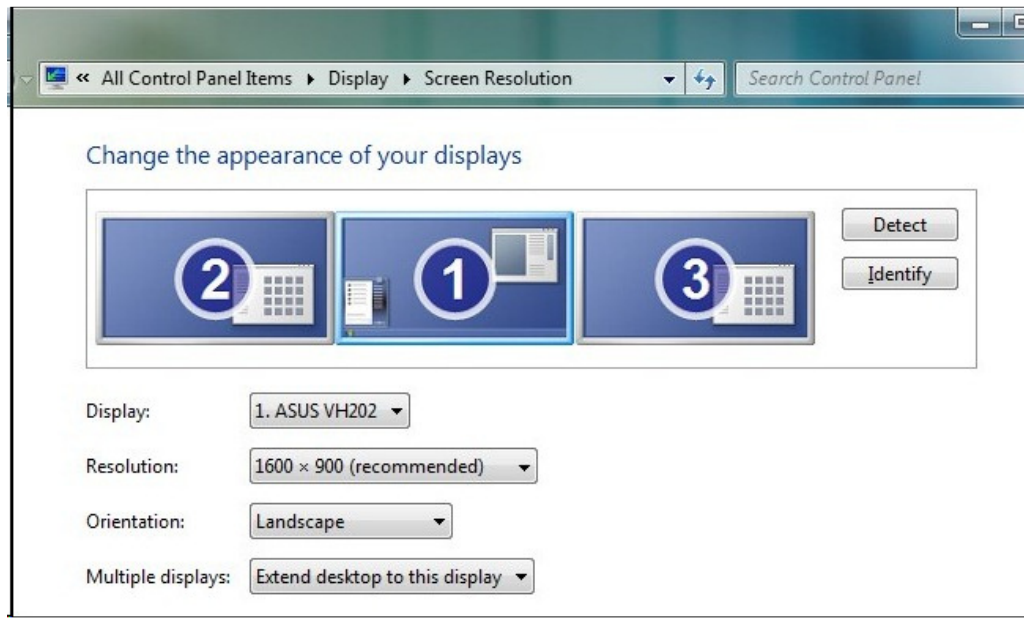 « All Control Panel Items ▸ Display ▸ Screen Resolution
Search Control Panel
Change the appearance of your displays
2 1 3
Detect
Identify
Display: 1. ASUS VH202
Resolution: 1600 × 900 (recommended)
Orientation: Landscape
Multiple displays: Extend desktop to this display